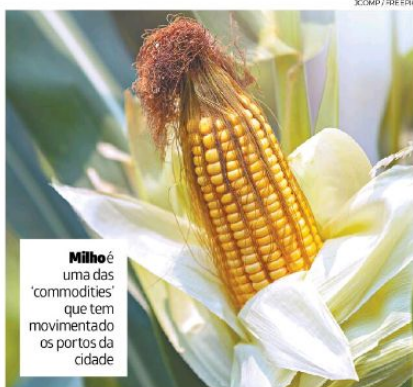 JCOMP / FREEPIK
Milho é
uma das
‘commodities’
que tem
movimentado
os portos da
cidade